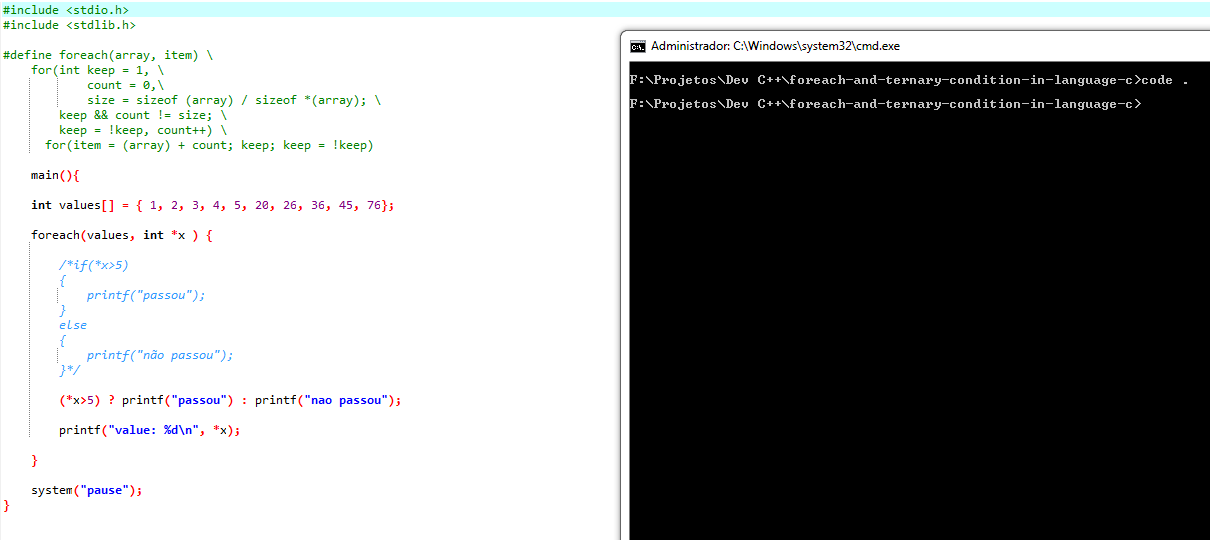 #include <stdio.h>
#include <stdlib.h>
#define foreach(array, item) \
for(int keep = 1, \
count = 0,\
size = sizeof (array) / sizeof *(array); \
keep && count != size; \
keep = !keep, count++) \
for(item = (array) + count; keep; keep = !keep)
main(){
int values[] = { 1, 2, 3, 4, 5, 20, 26, 36, 45, 76};
foreach(values, int *x ) {
/*if(*x>5)
{
printf("passou");
}
else
{
printf("não passou");
}*/
(*x>5) ? printf("passou") : printf("nao passou");
printf("value: %d\n", *x);
}
system("pause");
}
C:\. Administrador: C:\Windows\system32\cmd.exe
F:\Projetos\Dev C++\foreach-and-ternary-condition-in-language-c>code .
F:\Projetos\Dev C++\foreach-and-ternary-condition-in-language-c>